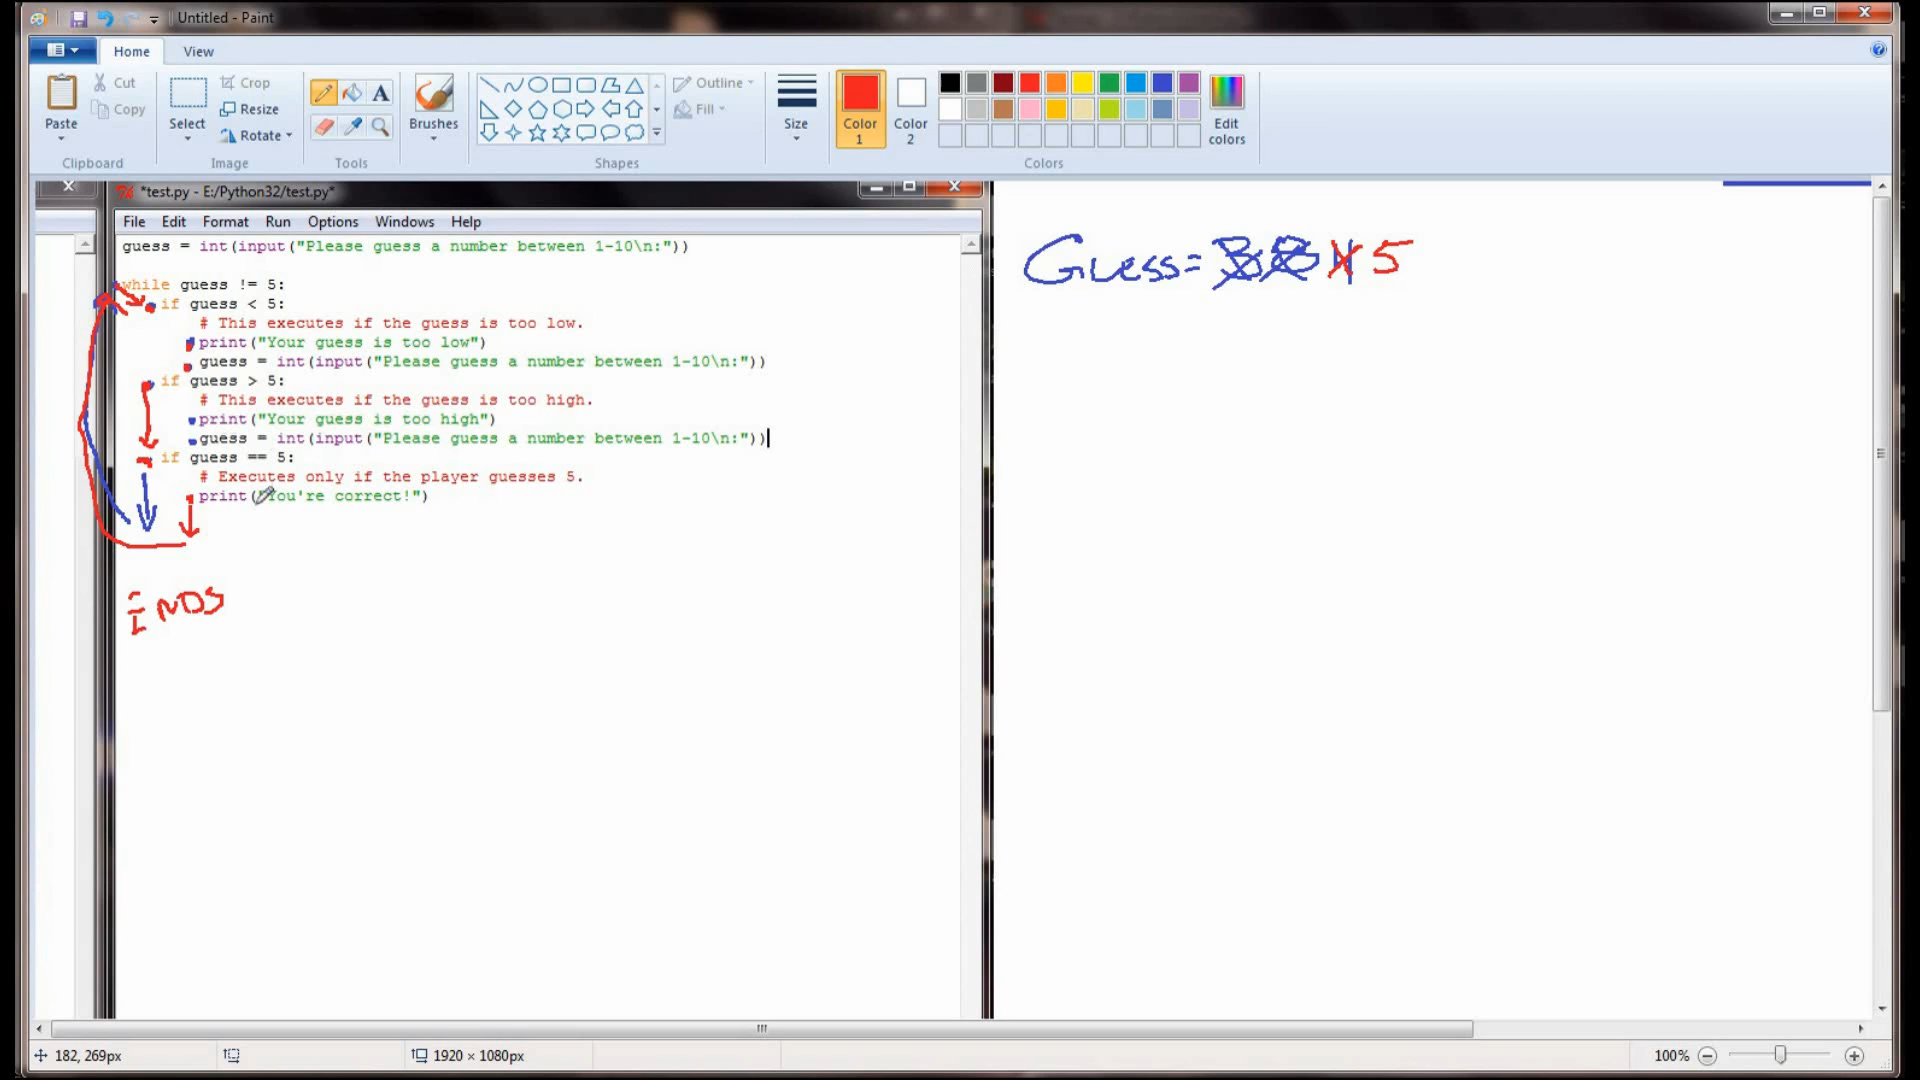 Untitled - Paint
Home View
Paste Cut Copy Clipboard
Select Crop Resize Rotate Image
Tools
Brushes
Outline Fill Shapes
Size
Color 1 Color 2 Edit colors Colors
*test.py - E:/Python32/test.py*
File Edit Format Run Options Windows Help
guess = int(input("Please guess a number between 1-10\n:"))
while guess != 5:
if guess < 5:
# This executes if the guess is too low.
print("Your guess is too low")
guess = int(input("Please guess a number between 1-10\n:"))
if guess > 5:
# This executes if the guess is too high.
print("Your guess is too high")
guess = int(input("Please guess a number between 1-10\n:"))
if guess == 5:
# Executes only if the player guesses 5.
print("You're correct!")
ENDS
Guess= 5
182, 269px
1920 × 1080px
100%